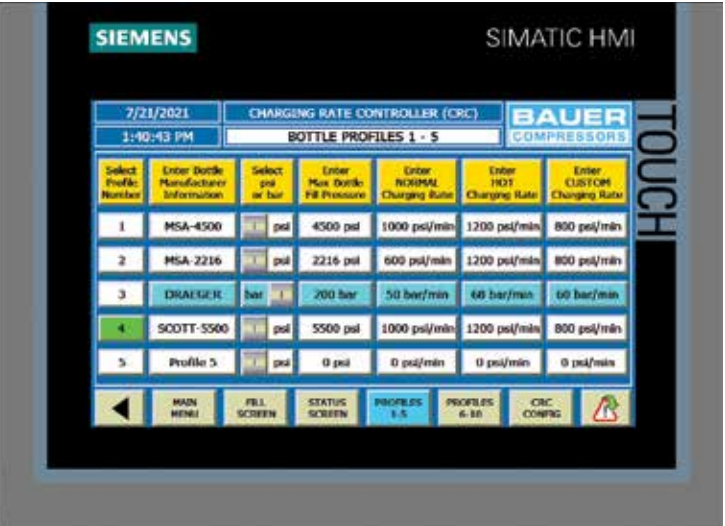 SIEMENS
SIMATIC HMI
TOUCH
7/21/2021 CHARGING RATE CONTROLLER (CRC) BAUER
1:40:43 PM BOTTLE PROFILES 1 - 5 COMPRESSORS
Select Profile Number
Enter Bottle Manufacturer Information
Select psi or bar
Enter Max Bottle Fill Pressure
Enter NORMAL Charging Rate
Enter HOT Charging Rate
Enter CUSTOM Charging Rate
1 MSA-4500 psi 4500 psi 1000 psi/min 1200 psi/min 800 psi/min
2 MSA-2216 psi 2216 psi 600 psi/min 1200 psi/min 800 psi/min
3 DRAEGER bar 200 bar 50 bar/min 68 bar/min 60 bar/min
4 SCOTT-5500 psi 5500 psi 1000 psi/min 1200 psi/min 800 psi/min
5 Profile 5 psi 0 psi 0 psi/min 0 psi/min 0 psi/min
MAIN MENU
FILL SCREEN
STATUS SCREEN
PROFILES 1-5
PROFILES 6-10
CRC CONFIG